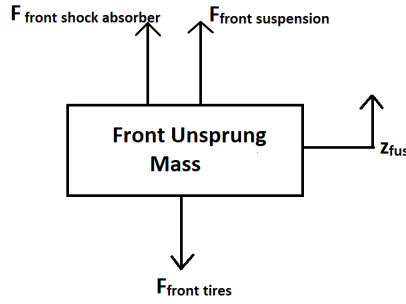 F front shock absorber
Ffront suspension
Front Unsprung
Mass
zfus
Ffront tires